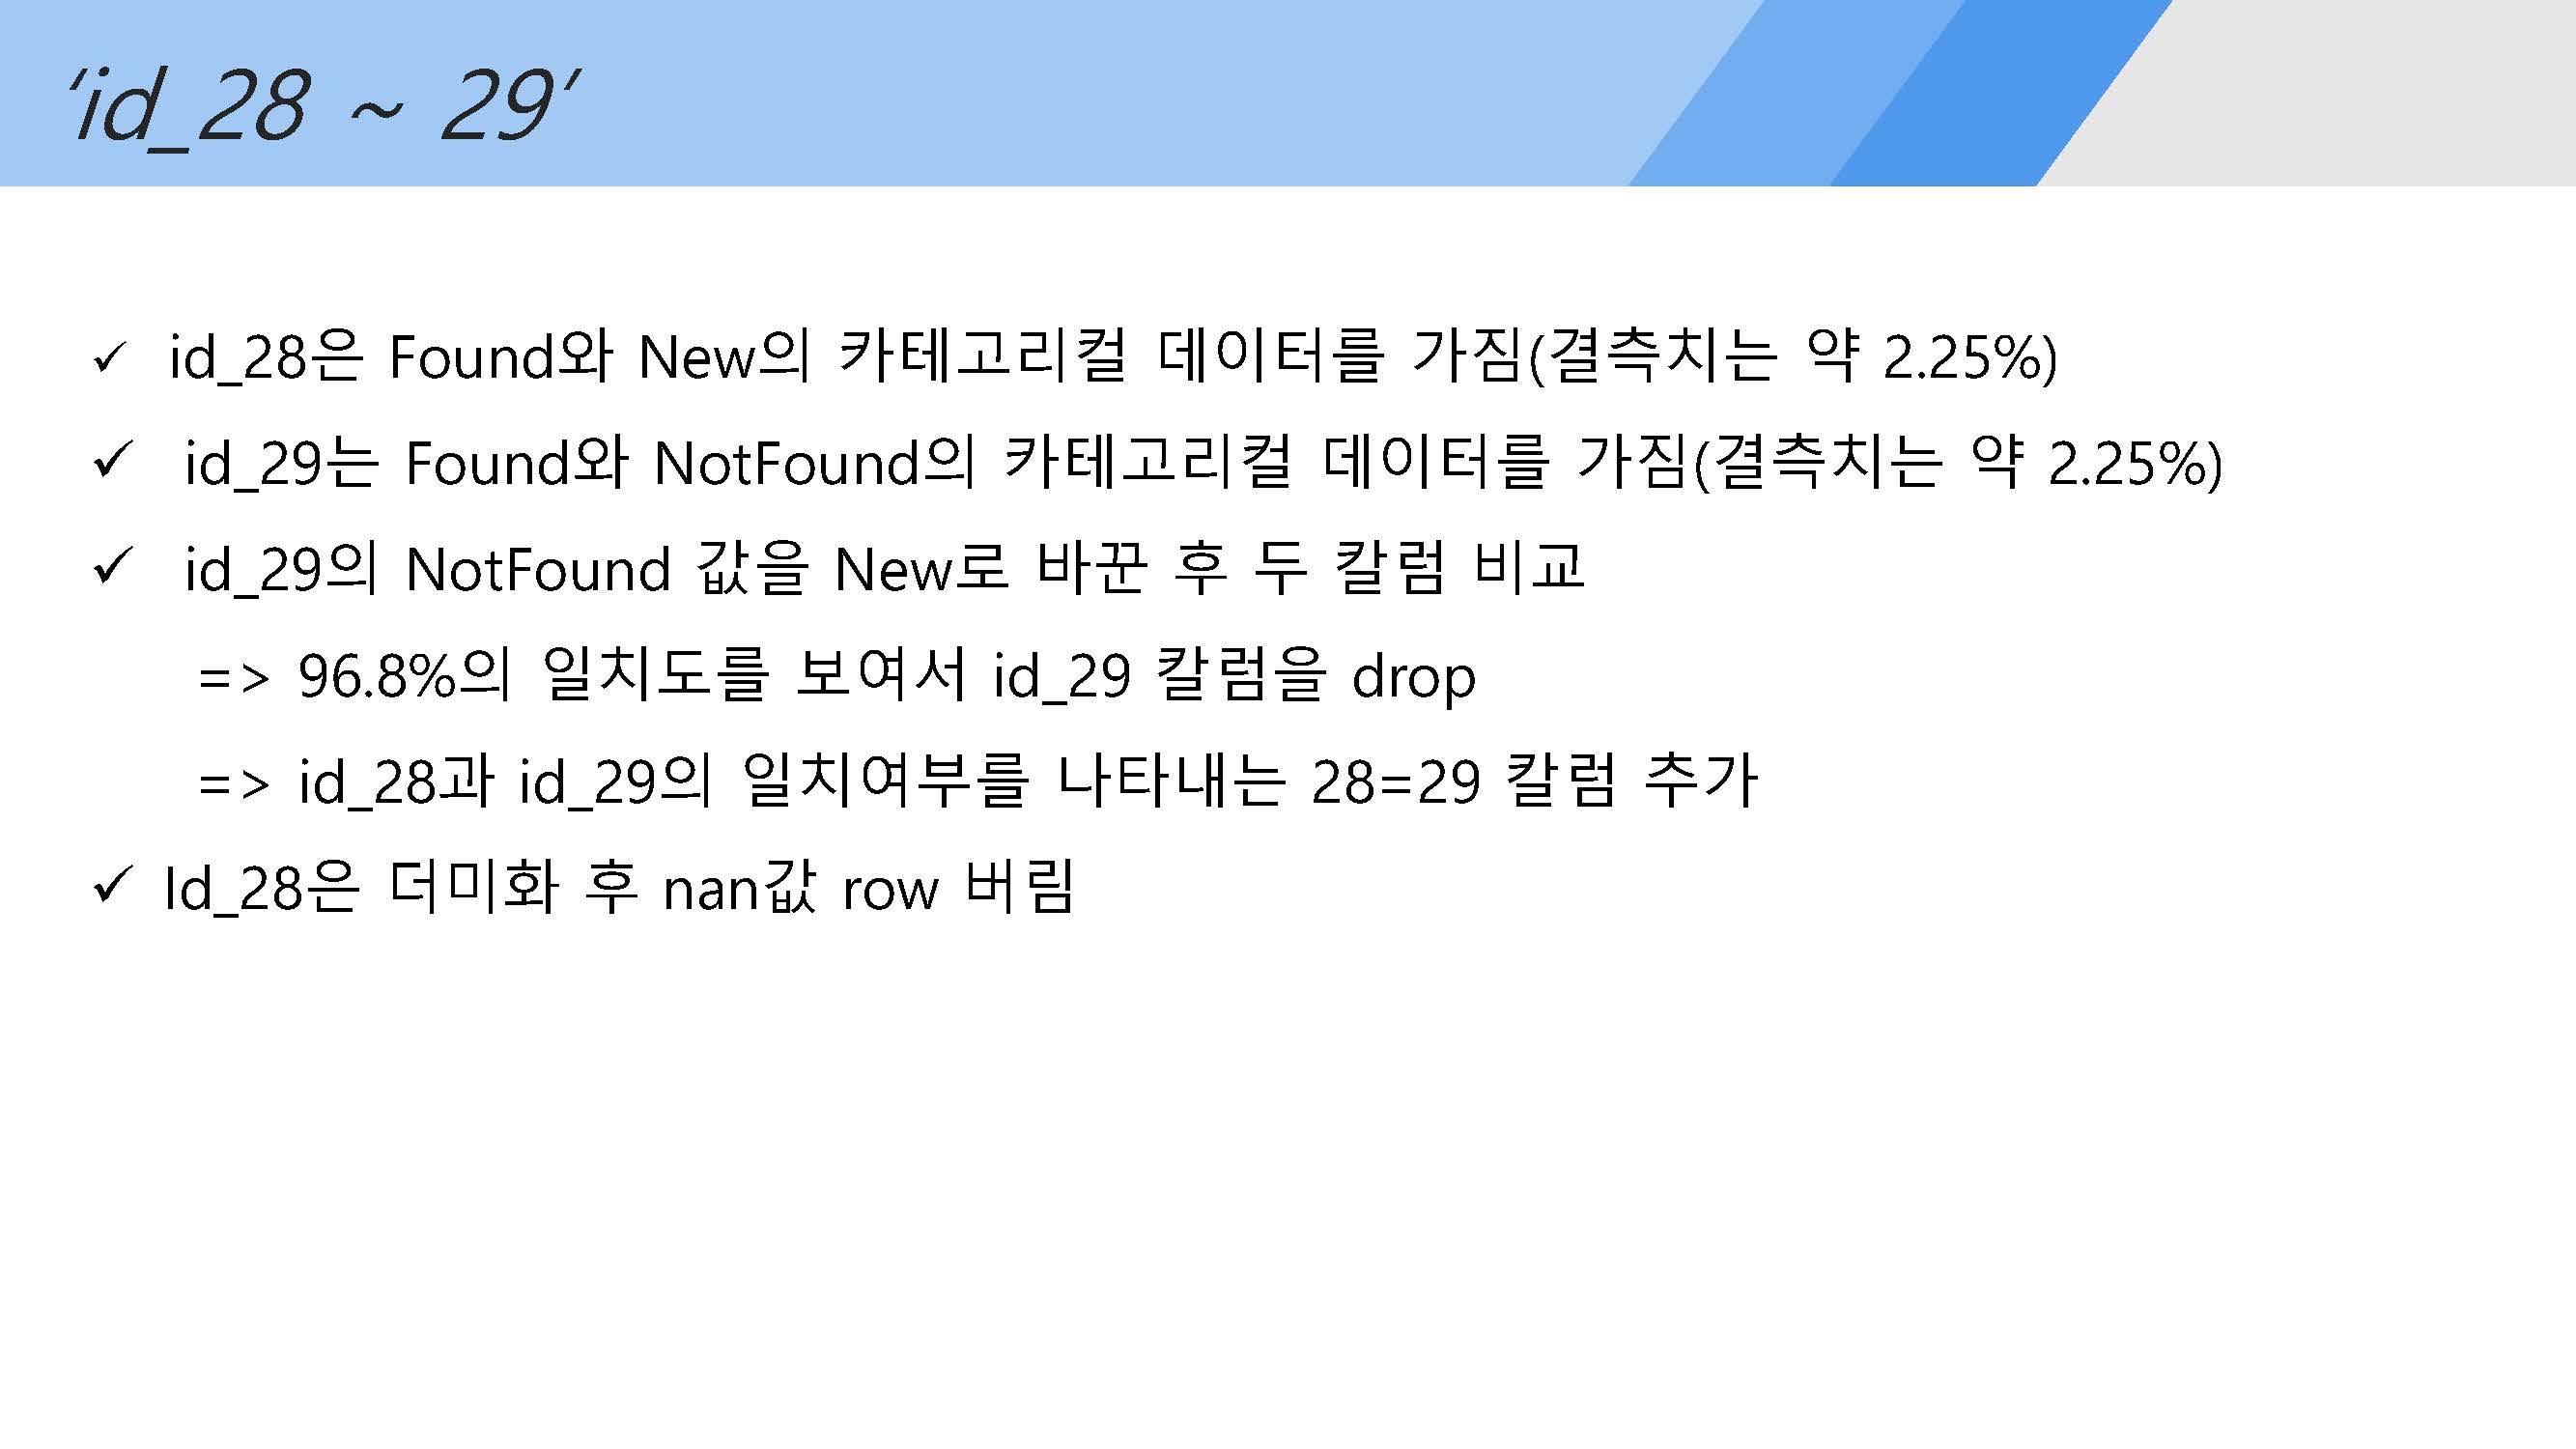 ‘id_28 ~ 29’
✓ id_28은 Found와 New의 카테고리컬 데이터를 가짐(결측치는 약 2.25%)
✓ id_29는 Found와 NotFound의 카테고리컬 데이터를 가짐(결측치는 약 2.25%)
✓ id_29의 NotFound 값을 New로 바꾼 후 두 칼럼 비교
=> 96.8%의 일치도를 보여서 id_29 칼럼을 drop
=> id_28과 id_29의 일치여부를 나타내는 28=29 칼럼 추가
✓ Id_28은 더미화 후 nan값 row 버림